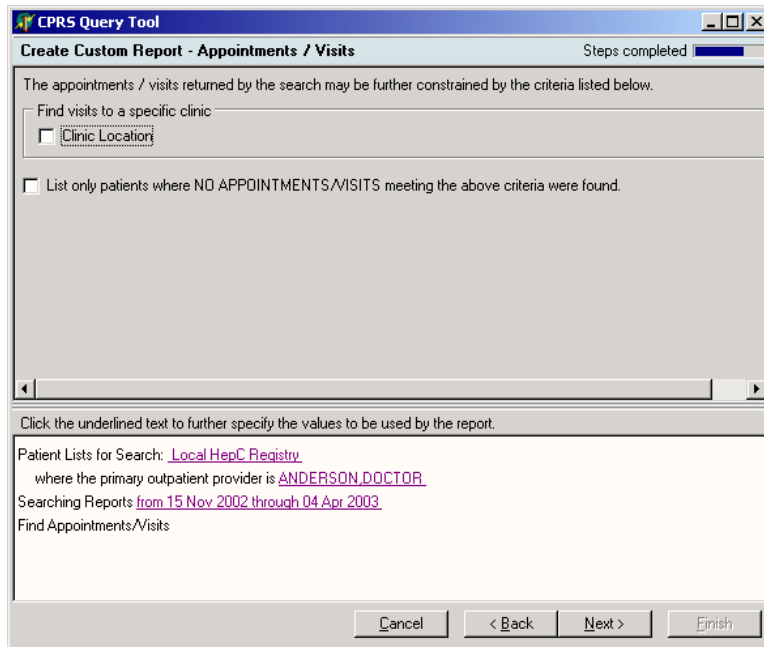 CPRS Query Tool
Create Custom Report - Appointments / Visits Steps completed
The appointments / visits returned by the search may be further constrained by the criteria listed below.
Find visits to a specific clinic
Clinic Location
List only patients where NO APPOINTMENTS/VISITS meeting the above criteria were found.
Click the underlined text to further specify the values to be used by the report.
Patient Lists for Search: Local HepC Registry
where the primary outpatient provider is ANDERSON,DOCTOR
Searching Reports from 15 Nov 2002 through 04 Apr 2003
Find Appointments/Visits
Cancel < Back Next > Finish